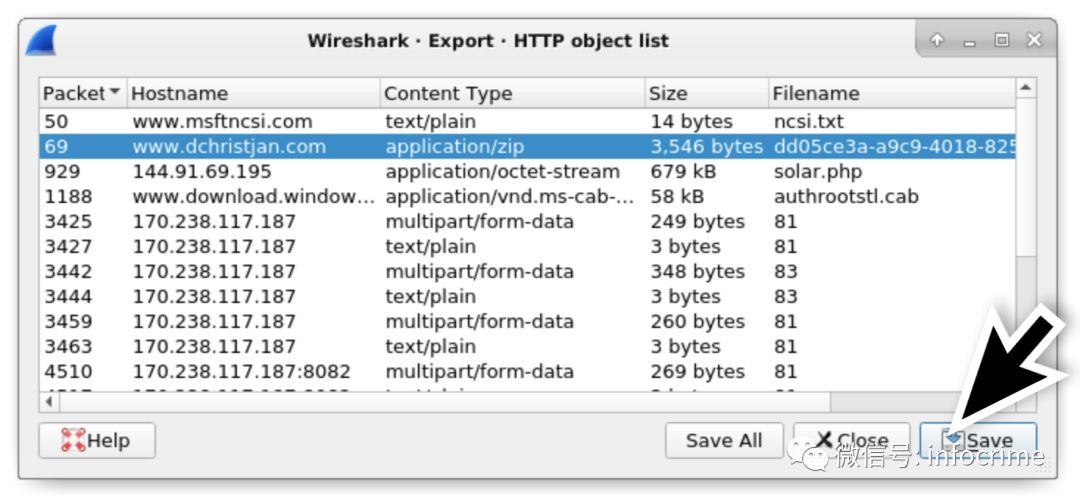 Wireshark · Export · HTTP object list
Packet Hostname Content Type Size Filename
50 www.msftncsi.com text/plain 14 bytes ncsi.txt
69 www.dchristjan.com application/zip 3,546 bytes dd05ce3a-a9c9-4018-825
929 144.91.69.195 application/octet-stream 679 kB solar.php
1188 www.download.window... application/vnd.ms-cab-... 58 kB authrootstl.cab
3425 170.238.117.187 multipart/form-data 249 bytes 81
3427 170.238.117.187 text/plain 3 bytes 81
3442 170.238.117.187 multipart/form-data 348 bytes 83
3444 170.238.117.187 text/plain 3 bytes 83
3459 170.238.117.187 multipart/form-data 260 bytes 81
3463 170.238.117.187 text/plain 3 bytes 81
4510 170.238.117.187:8082 multipart/form-data 269 bytes 81
Help Save All Close Save
微信号: infocrime